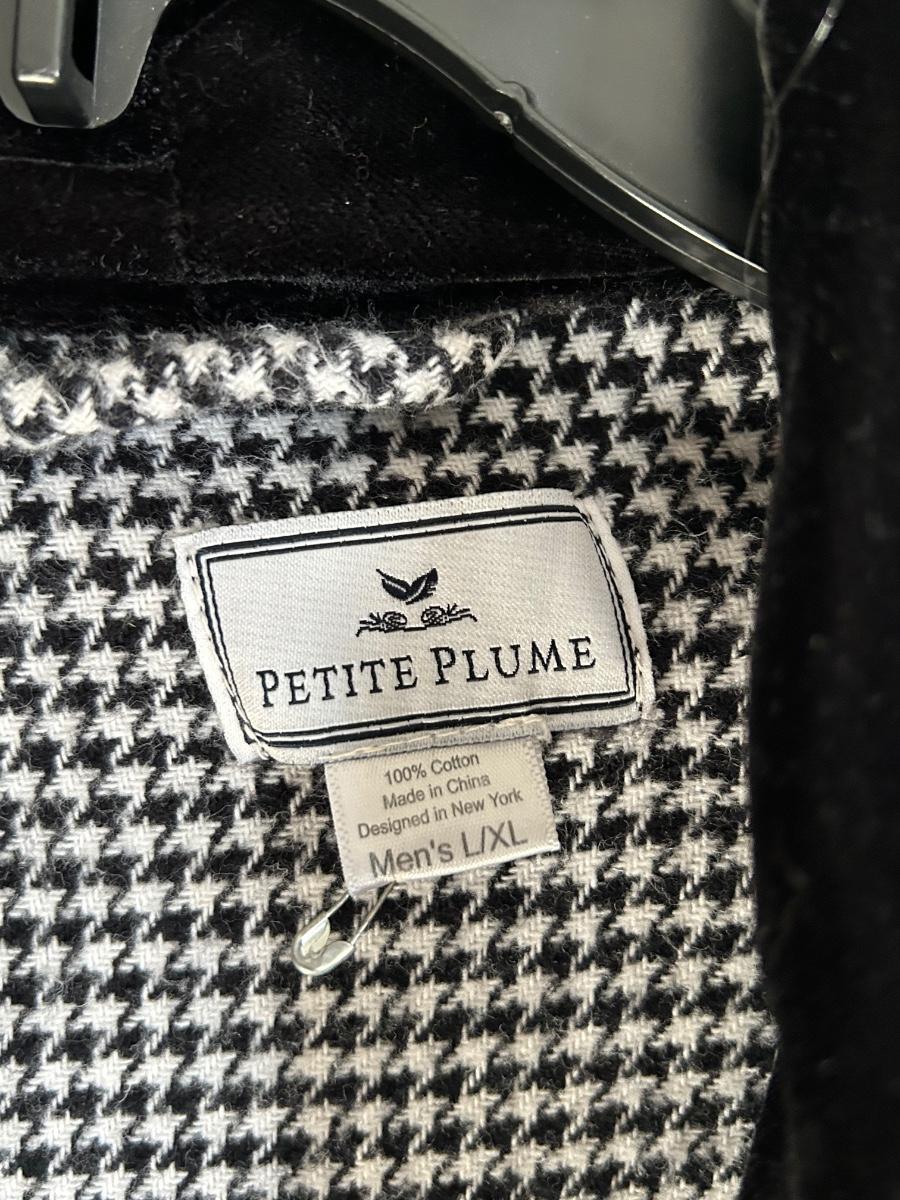 PETITE PLUME
100% Cotton
Made in China
Designed in New York
Men's L/XL